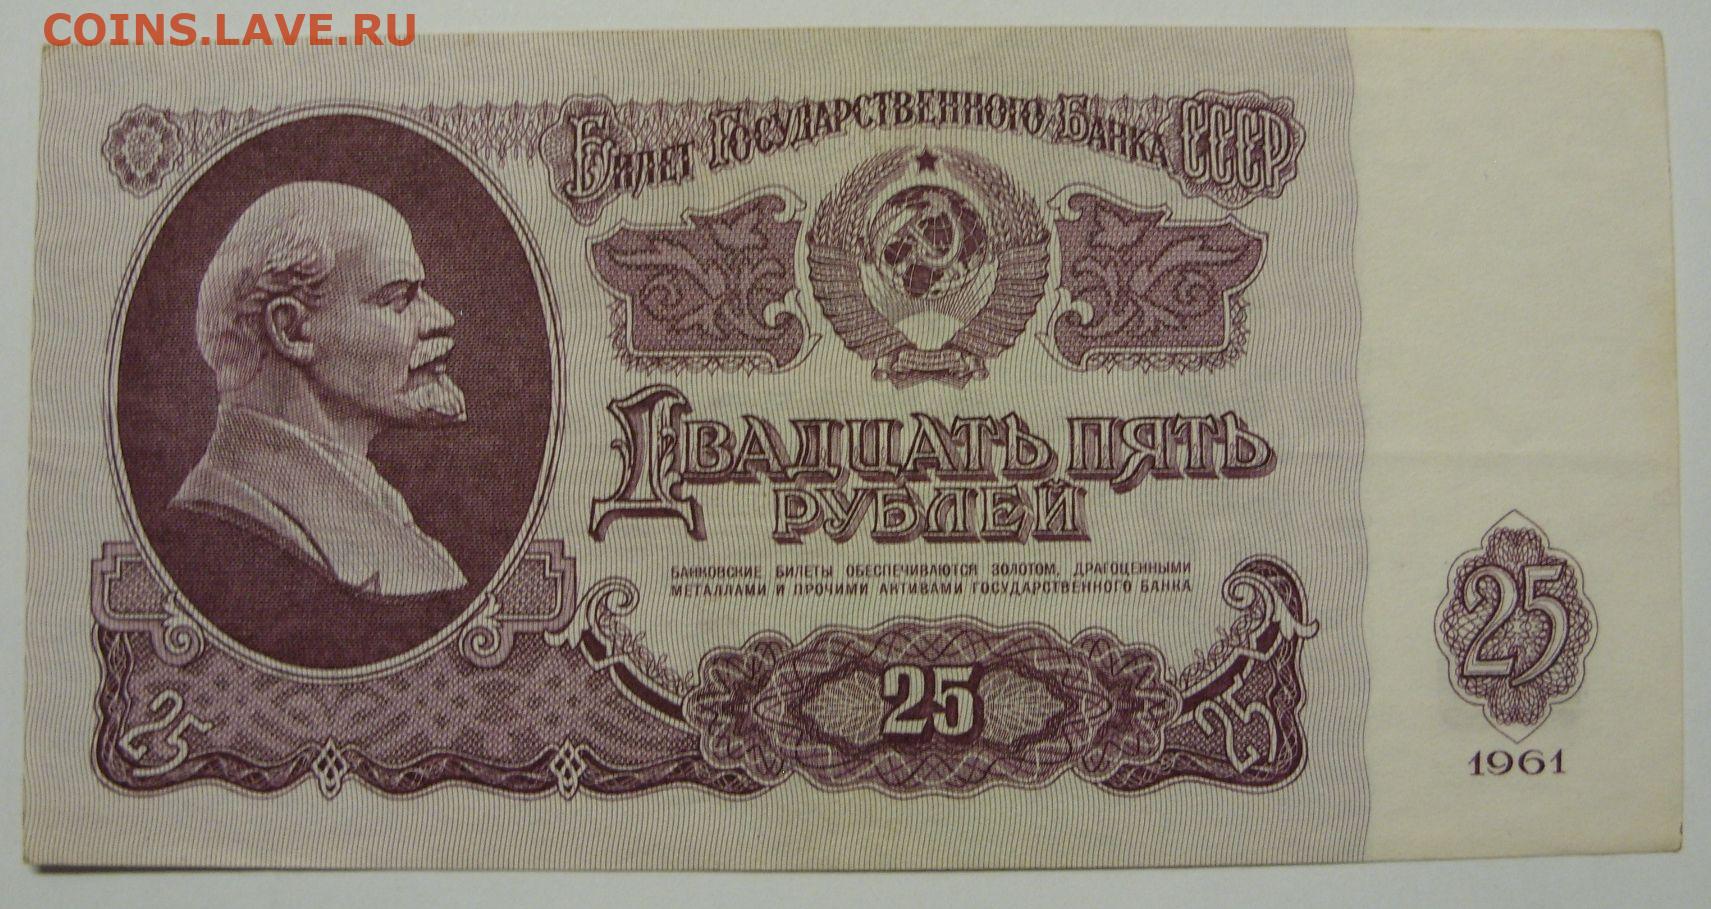 COINS.LAVE.RU
Билет Государственного Банка СССР
Двадцать пять
рублей
БАНКОВСКИЕ БИЛЕТЫ ОБЕСПЕЧИВАЮТСЯ ЗОЛОТОМ, ДРАГОЦЕННЫМИ
МЕТАЛЛАМИ И ПРОЧИМИ АКТИВАМИ ГОСУДАРСТВЕННОГО БАНКА
25
25
25
25
1961